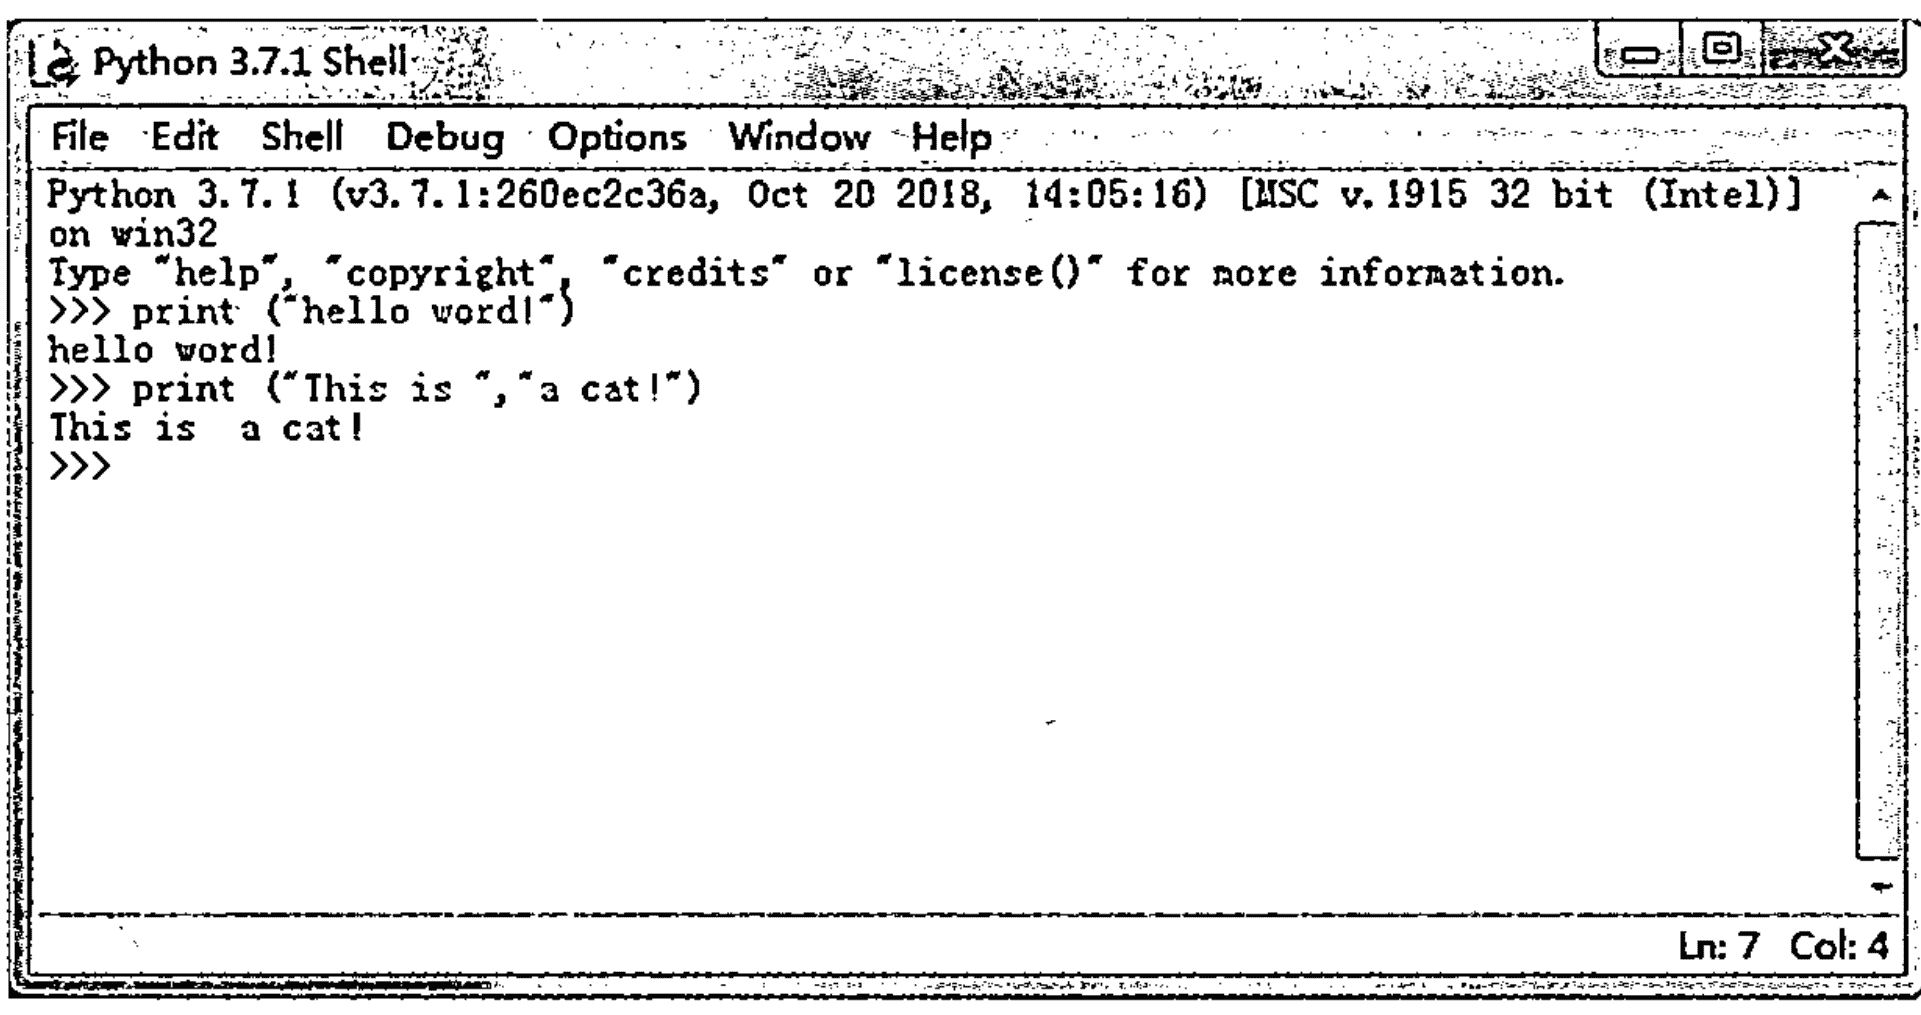 Python 3.7.1 Shell
File Edit Shell Debug Options Window Help
Python 3.7.1 (v3.7.1:260ec2c36a, Oct 20 2018, 14:05:16) [MSC v.1915 32 bit (Intel)]
on win32
Type "help", "copyright", "credits" or "license()" for more information.
>>> print ("hello word!")
hello word!
>>> print ("This is ","a cat!")
This is  a cat!
>>>
Ln: 7 Col: 4